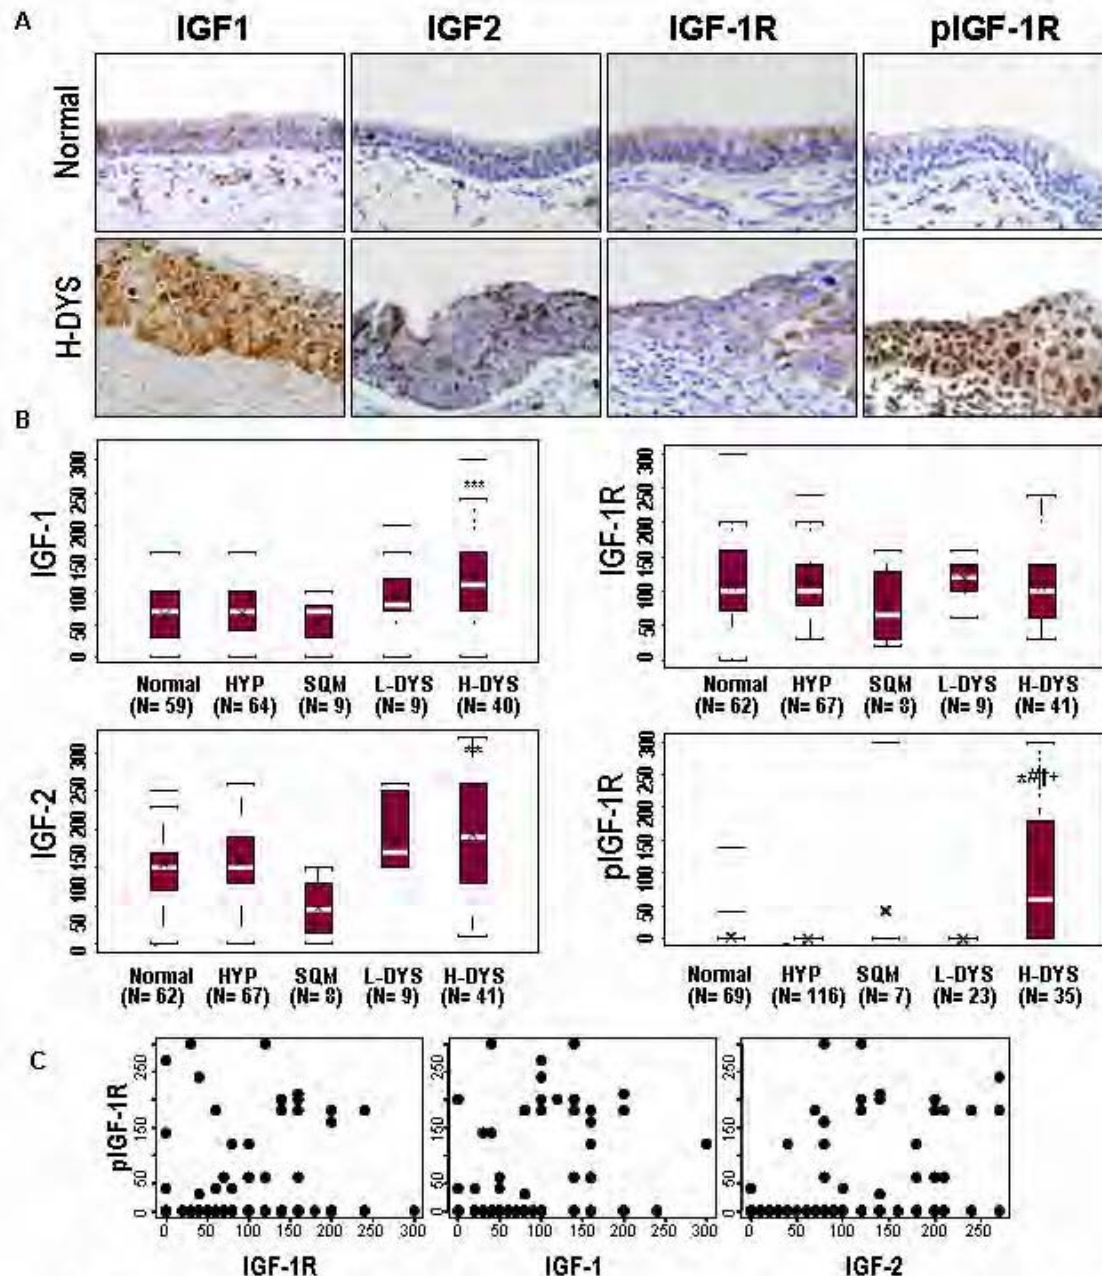 A
IGF1 IGF2 IGF-1R pIGF-1R
Normal
H-DYS
B
IGF-1
0 50 100 150 200 250 300
Normal HYP SQM L-DYS H-DYS
(N= 59) (N= 64) (N= 9) (N= 9) (N= 40)
***
IGF-1R
0 50 100 150 200 250 300
Normal HYP SQM L-DYS H-DYS
(N= 62) (N= 67) (N= 8) (N= 9) (N= 41)
IGF-2
0 50 100 150 200 250 300
**
Normal HYP SQM L-DYS H-DYS
(N= 62) (N= 67) (N= 8) (N= 9) (N= 41)
pIGF-1R
0 50 100 150 200 250 300
Normal HYP SQM L-DYS H-DYS
(N= 69) (N= 116) (N= 7) (N= 23) (N= 35)
C
pIGF-1R
0 50 150 250
0 50 100 150 200 250 300
IGF-1R
0 50 150 250
0 50 100 150 200 250 300
IGF-1
0 50 150 250
0 50 100 150 200 250
IGF-2